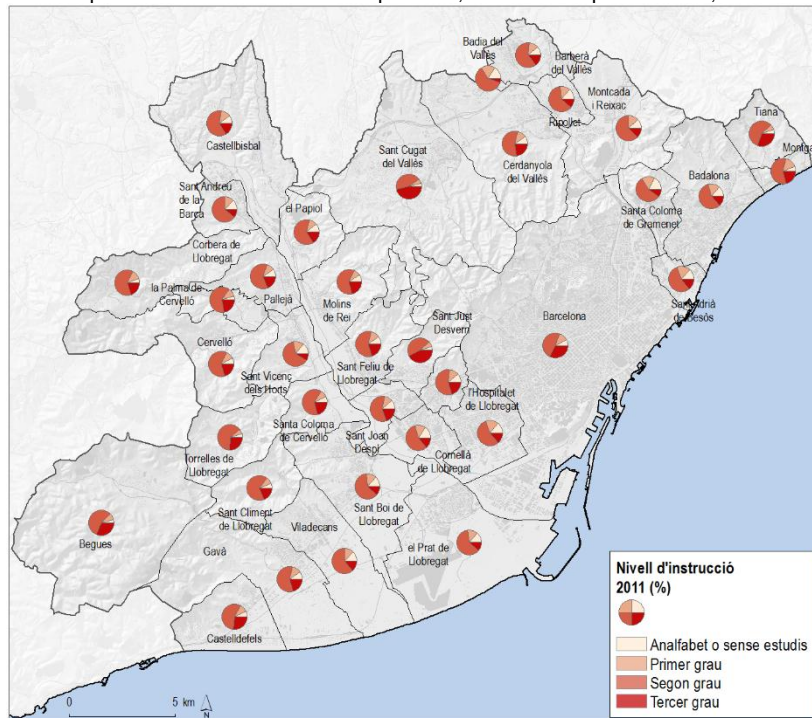 Badia del
Vallès
Barberà
del Vallès
Montcada
i Reixac
Tiana
Castellbisbal
Ripollet
Montga
Sant Cugat
del Vallès
Cerdanyola
del Vallès
Badalona
Sant Andreu
de la
Barca
el Papiol
Santa Coloma
de Gramenet
Corbera de
Llobregat
la Palma de
Cervelló
Pallejà
Molins
de Rei
Sant Adrià
de Besòs
Sant Just
Desvern
Barcelona
Cervelló
Sant Vicenç
dels Horts
Sant Feliu de
Llobregat
l'Hospitalet
de Llobregat
Santa Coloma
de Cervelló
Sant Joan
Despí
Cornellà
de Llobregat
Torrelles de
Llobregat
Sant Climent
de Llobregat
Sant Boi de
Llobregat
Begues
Viladecans
Gavà
el Prat de
Llobregat
Castelldefels
Nivell d'instrucció
2011 (%)
Analfabet o sense estudis
Primer grau
Segon grau
Tercer grau
0 5 km
N